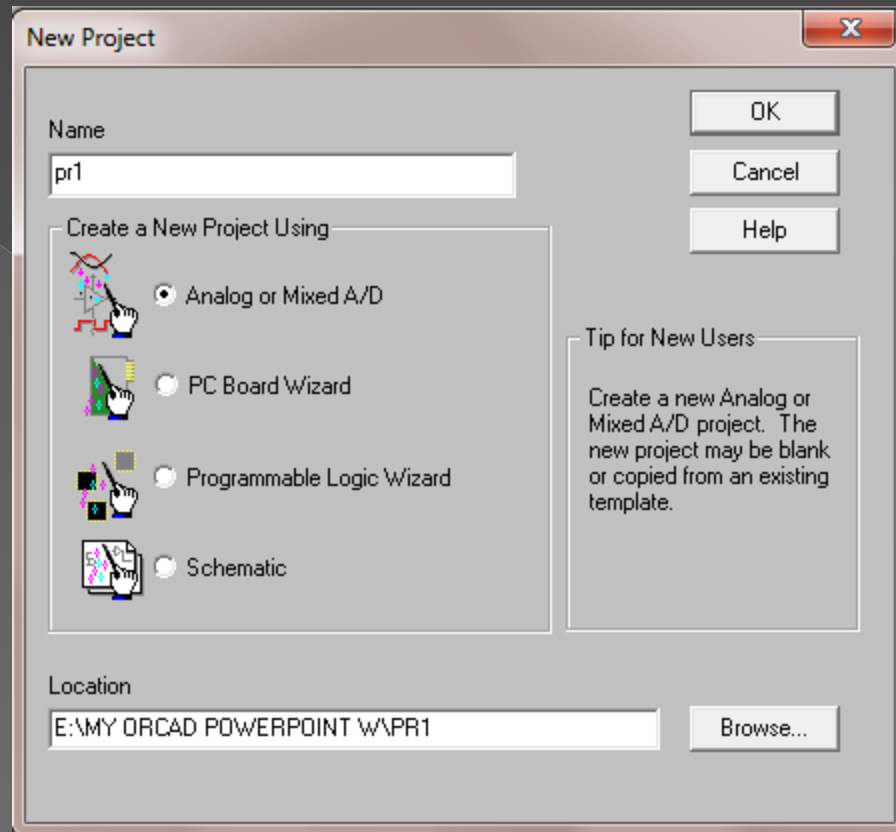 New Project
Name
pr1
OK
Cancel
Help
Create a New Project Using
Analog or Mixed A/D
PC Board Wizard
Programmable Logic Wizard
Schematic
Tip for New Users
Create a new Analog or
Mixed A/D project. The
new project may be blank
or copied from an existing
template.
Location
E:\MY ORCAD POWERPOINT W\PR1
Browse...